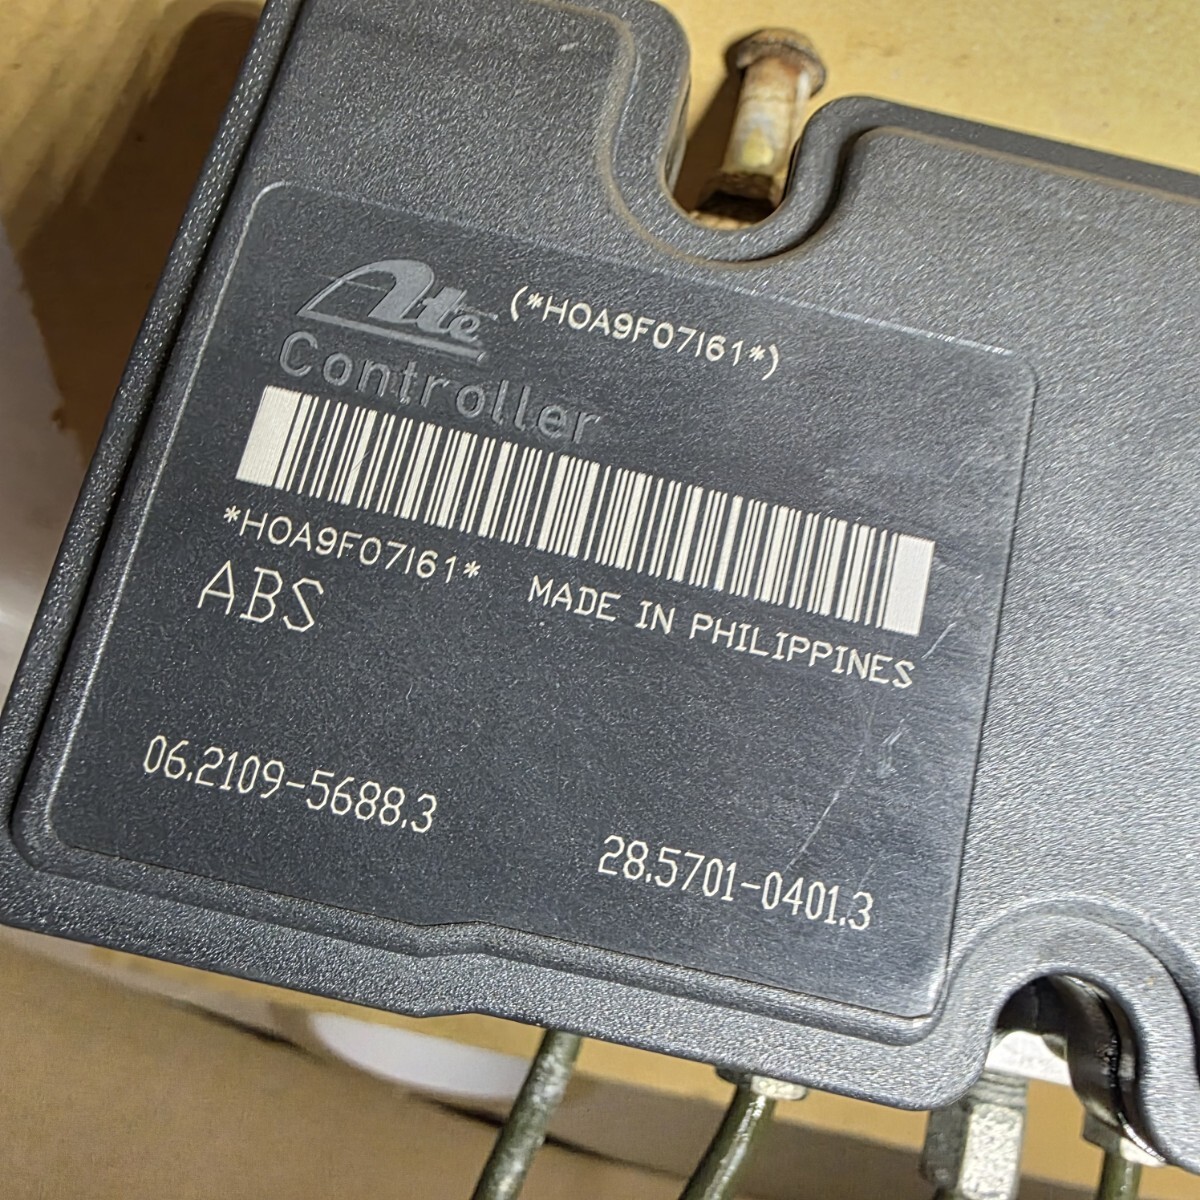 Ate (*HOA9F07161*)
Controller
*HOA9F07161*
MADE IN PHILIPPINES
ABS
06.2109-5688.3
28.5701-0401.3